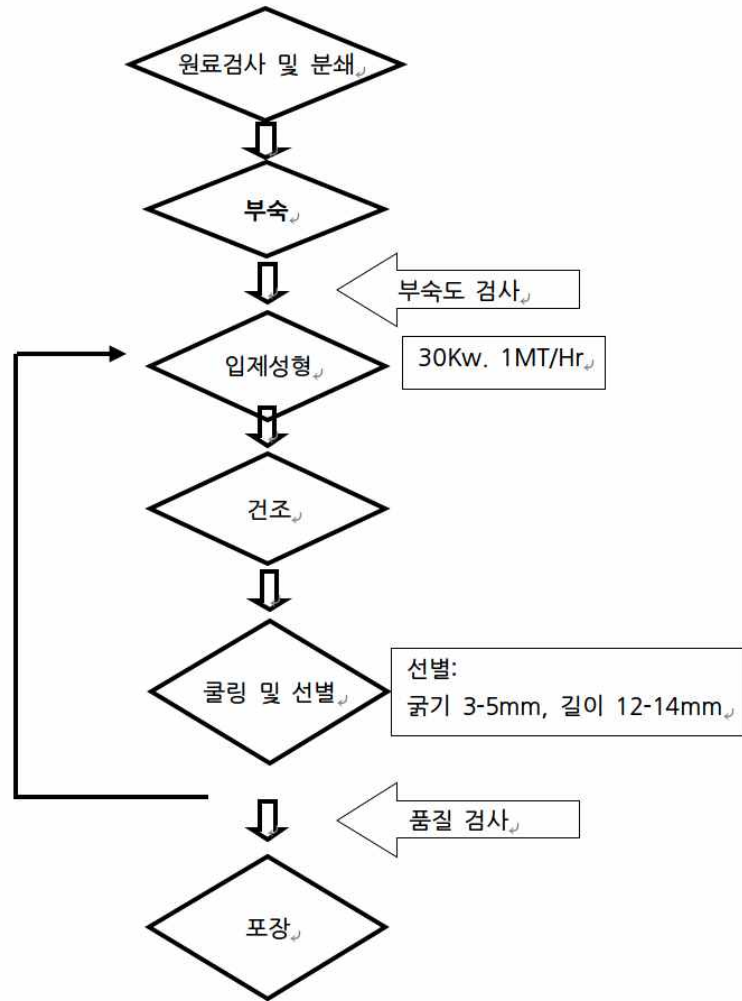 원료검사 및 분쇄
부숙
부숙도 검사
입제성형
30Kw. 1MT/Hr
건조
쿨링 및 선별
선별:
굵기 3-5mm, 길이 12-14mm
품질 검사
포장